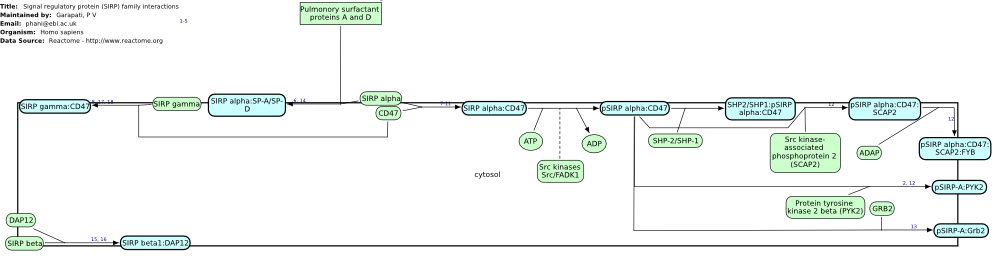 Title: Signal regulatory protein (SIRP) family interactions
Maintained by: Garapati, P V
Email: phani@ebi.ac.uk
Organism: Homo sapiens
Data Source: Reactome - http://www.reactome.org
1-5
Pulmonory surfactant
proteins A and D
SIRP gamma:CD47
17, 18
SIRP gamma
SIRP alpha:SP-A/SP-
D
6, 14
SIRP alpha
CD47
7-11
SIRP alpha:CD47
ATP
ADP
Src kinases
Src/FADK1
cytosol
pSIRP alpha:CD47
SHP-2/SHP-1
SHP2/SHP1:pSIRP
alpha:CD47
12
Src kinase-
associated
phosphoprotein 2
(SCAP2)
pSIRP alpha:CD47:
SCAP2
ADAP
12
pSIRP alpha:CD47:
SCAP2:FYB
2, 12
pSIRP-A:PYK2
Protein tyrosine
kinase 2 beta (PYK2)
GRB2
13
pSIRP-A:Grb2
DAP12
SIRP beta
15, 16
SIRP beta1:DAP12